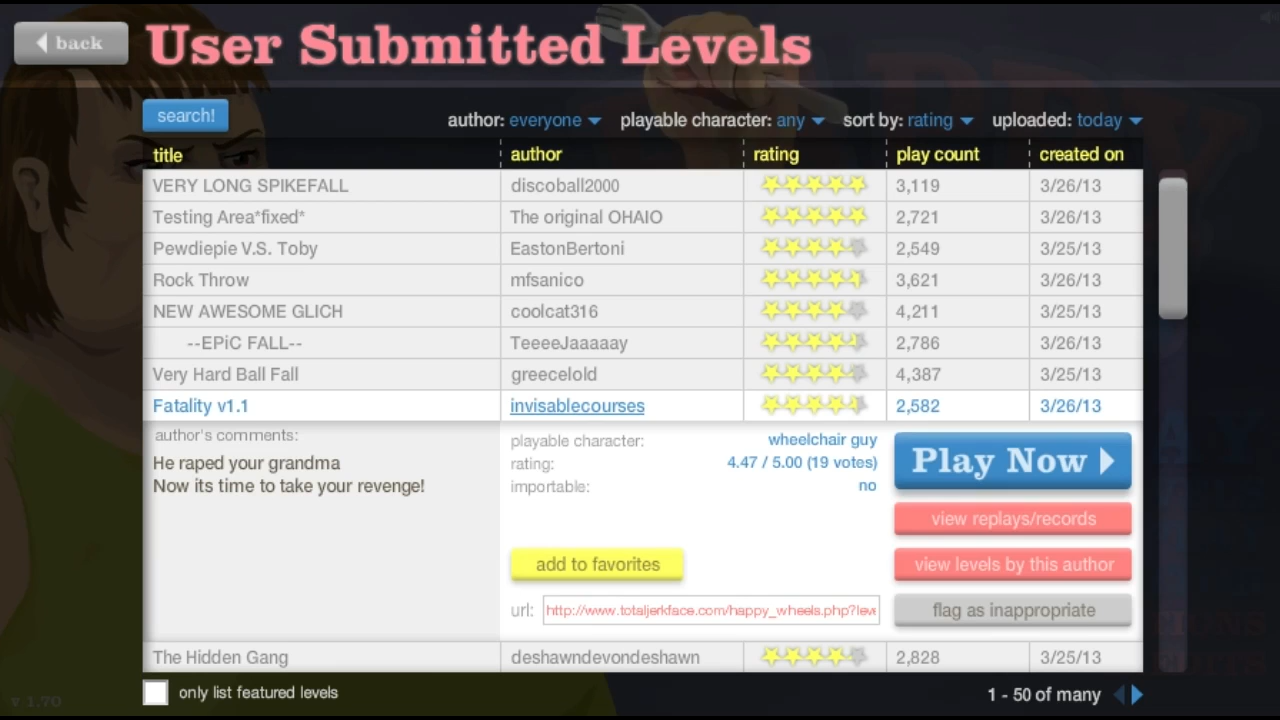 back
User Submitted Levels
search!
author: everyone playable character: any sort by: rating uploaded: today
title author rating play count created on
VERY LONG SPIKEFALL discoball2000 3,119 3/26/13
Testing Area*fixed* The original OHAIO 2,721 3/26/13
Pewdiepie V.S. Toby EastonBertoni 2,549 3/25/13
Rock Throw mfsanico 3,621 3/26/13
NEW AWESOME GLICH coolcat316 4,211 3/25/13
--EPiC FALL-- TeeeeJaaaaay 2,786 3/26/13
Very Hard Ball Fall greecelold 4,387 3/25/13
Fatality v1.1 invisablecourses 2,582 3/26/13
author's comments:
He raped your grandma
Now its time to take your revenge!
playable character: wheelchair guy
rating: 4.47 / 5.00 (19 votes)
importable: no
add to favorites
url: http://www.totaljerkface.com/happy_wheels.php?leve
Play Now
view replays/records
view levels by this author
flag as inappropriate
The Hidden Gang deshawndevondeshawn 2,828 3/25/13
only list featured levels
1 - 50 of many
v 1.70